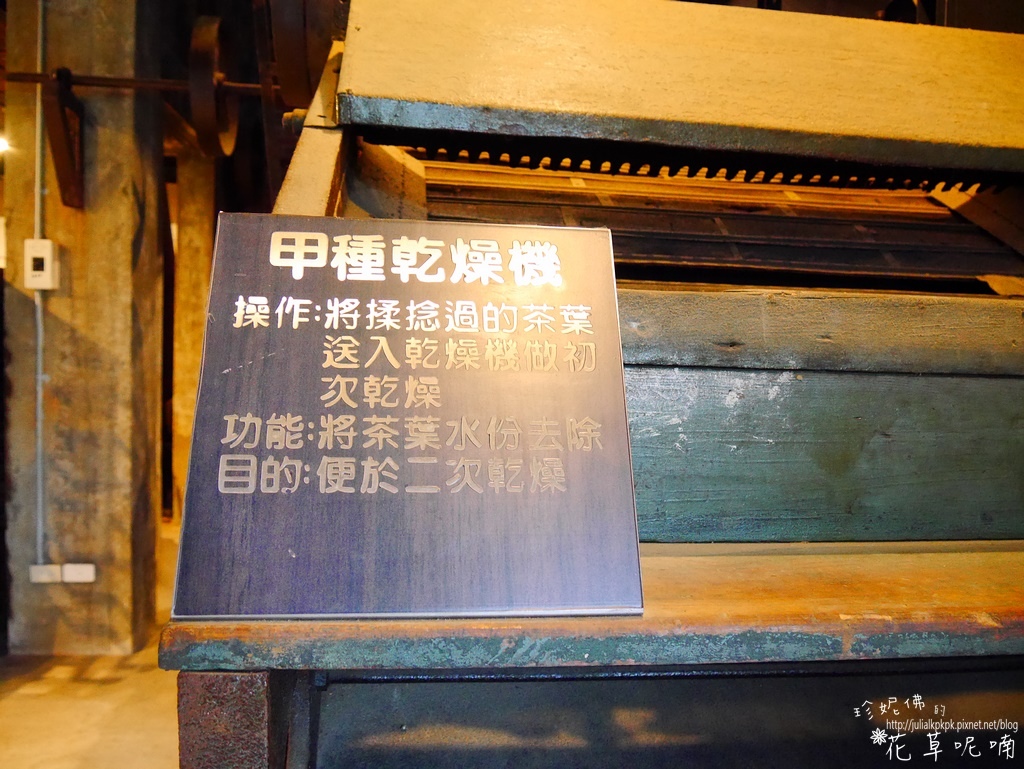 甲種乾燥機
操作:將揉捻過的茶葉
送入乾燥機做初
次乾燥
功能:將茶葉水份去除
目的:便於二次乾燥
珍妮佛的
http://julialkpkpk.pixnet.net/blog
花草呢喃